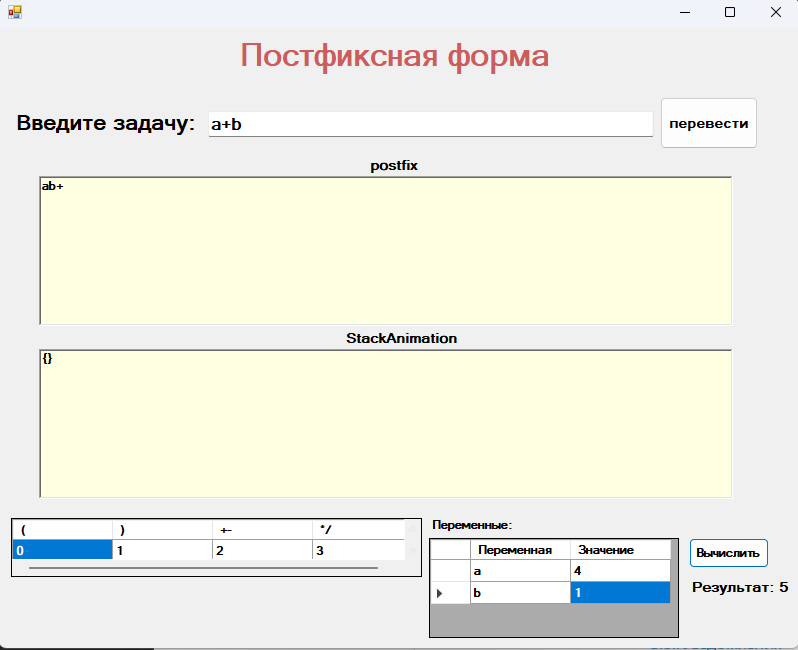 Постфиксная форма
Введите задачу: a+b перевести
postfix
ab+
StackAnimation
{}
( ) +- */
0 1 2 3
Переменные:
Переменная Значение
a 4
b 1
Вычислить
Результат: 5